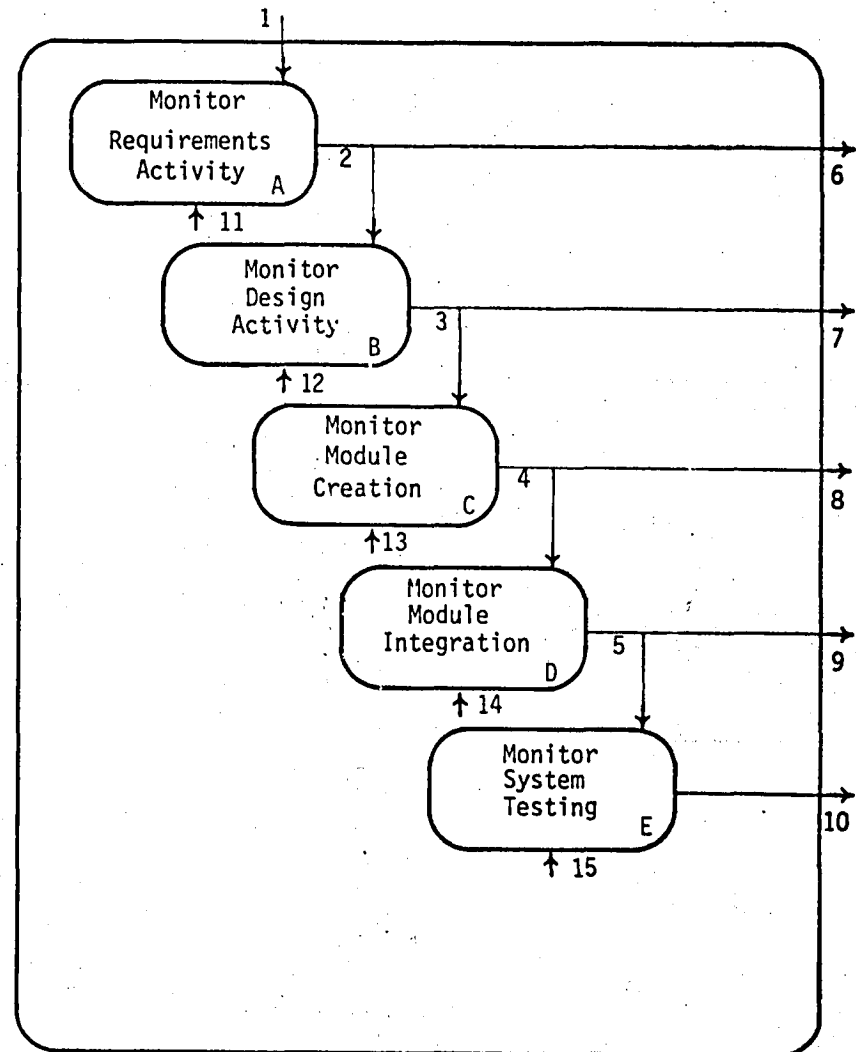 1
Monitor
Requirements
Activity
A
2
6
11
Monitor
Design
Activity
B
3
7
12
Monitor
Module
Creation
C
4
8
13
Monitor
Module
Integration
D
5
9
14
Monitor
System
Testing
E
10
15